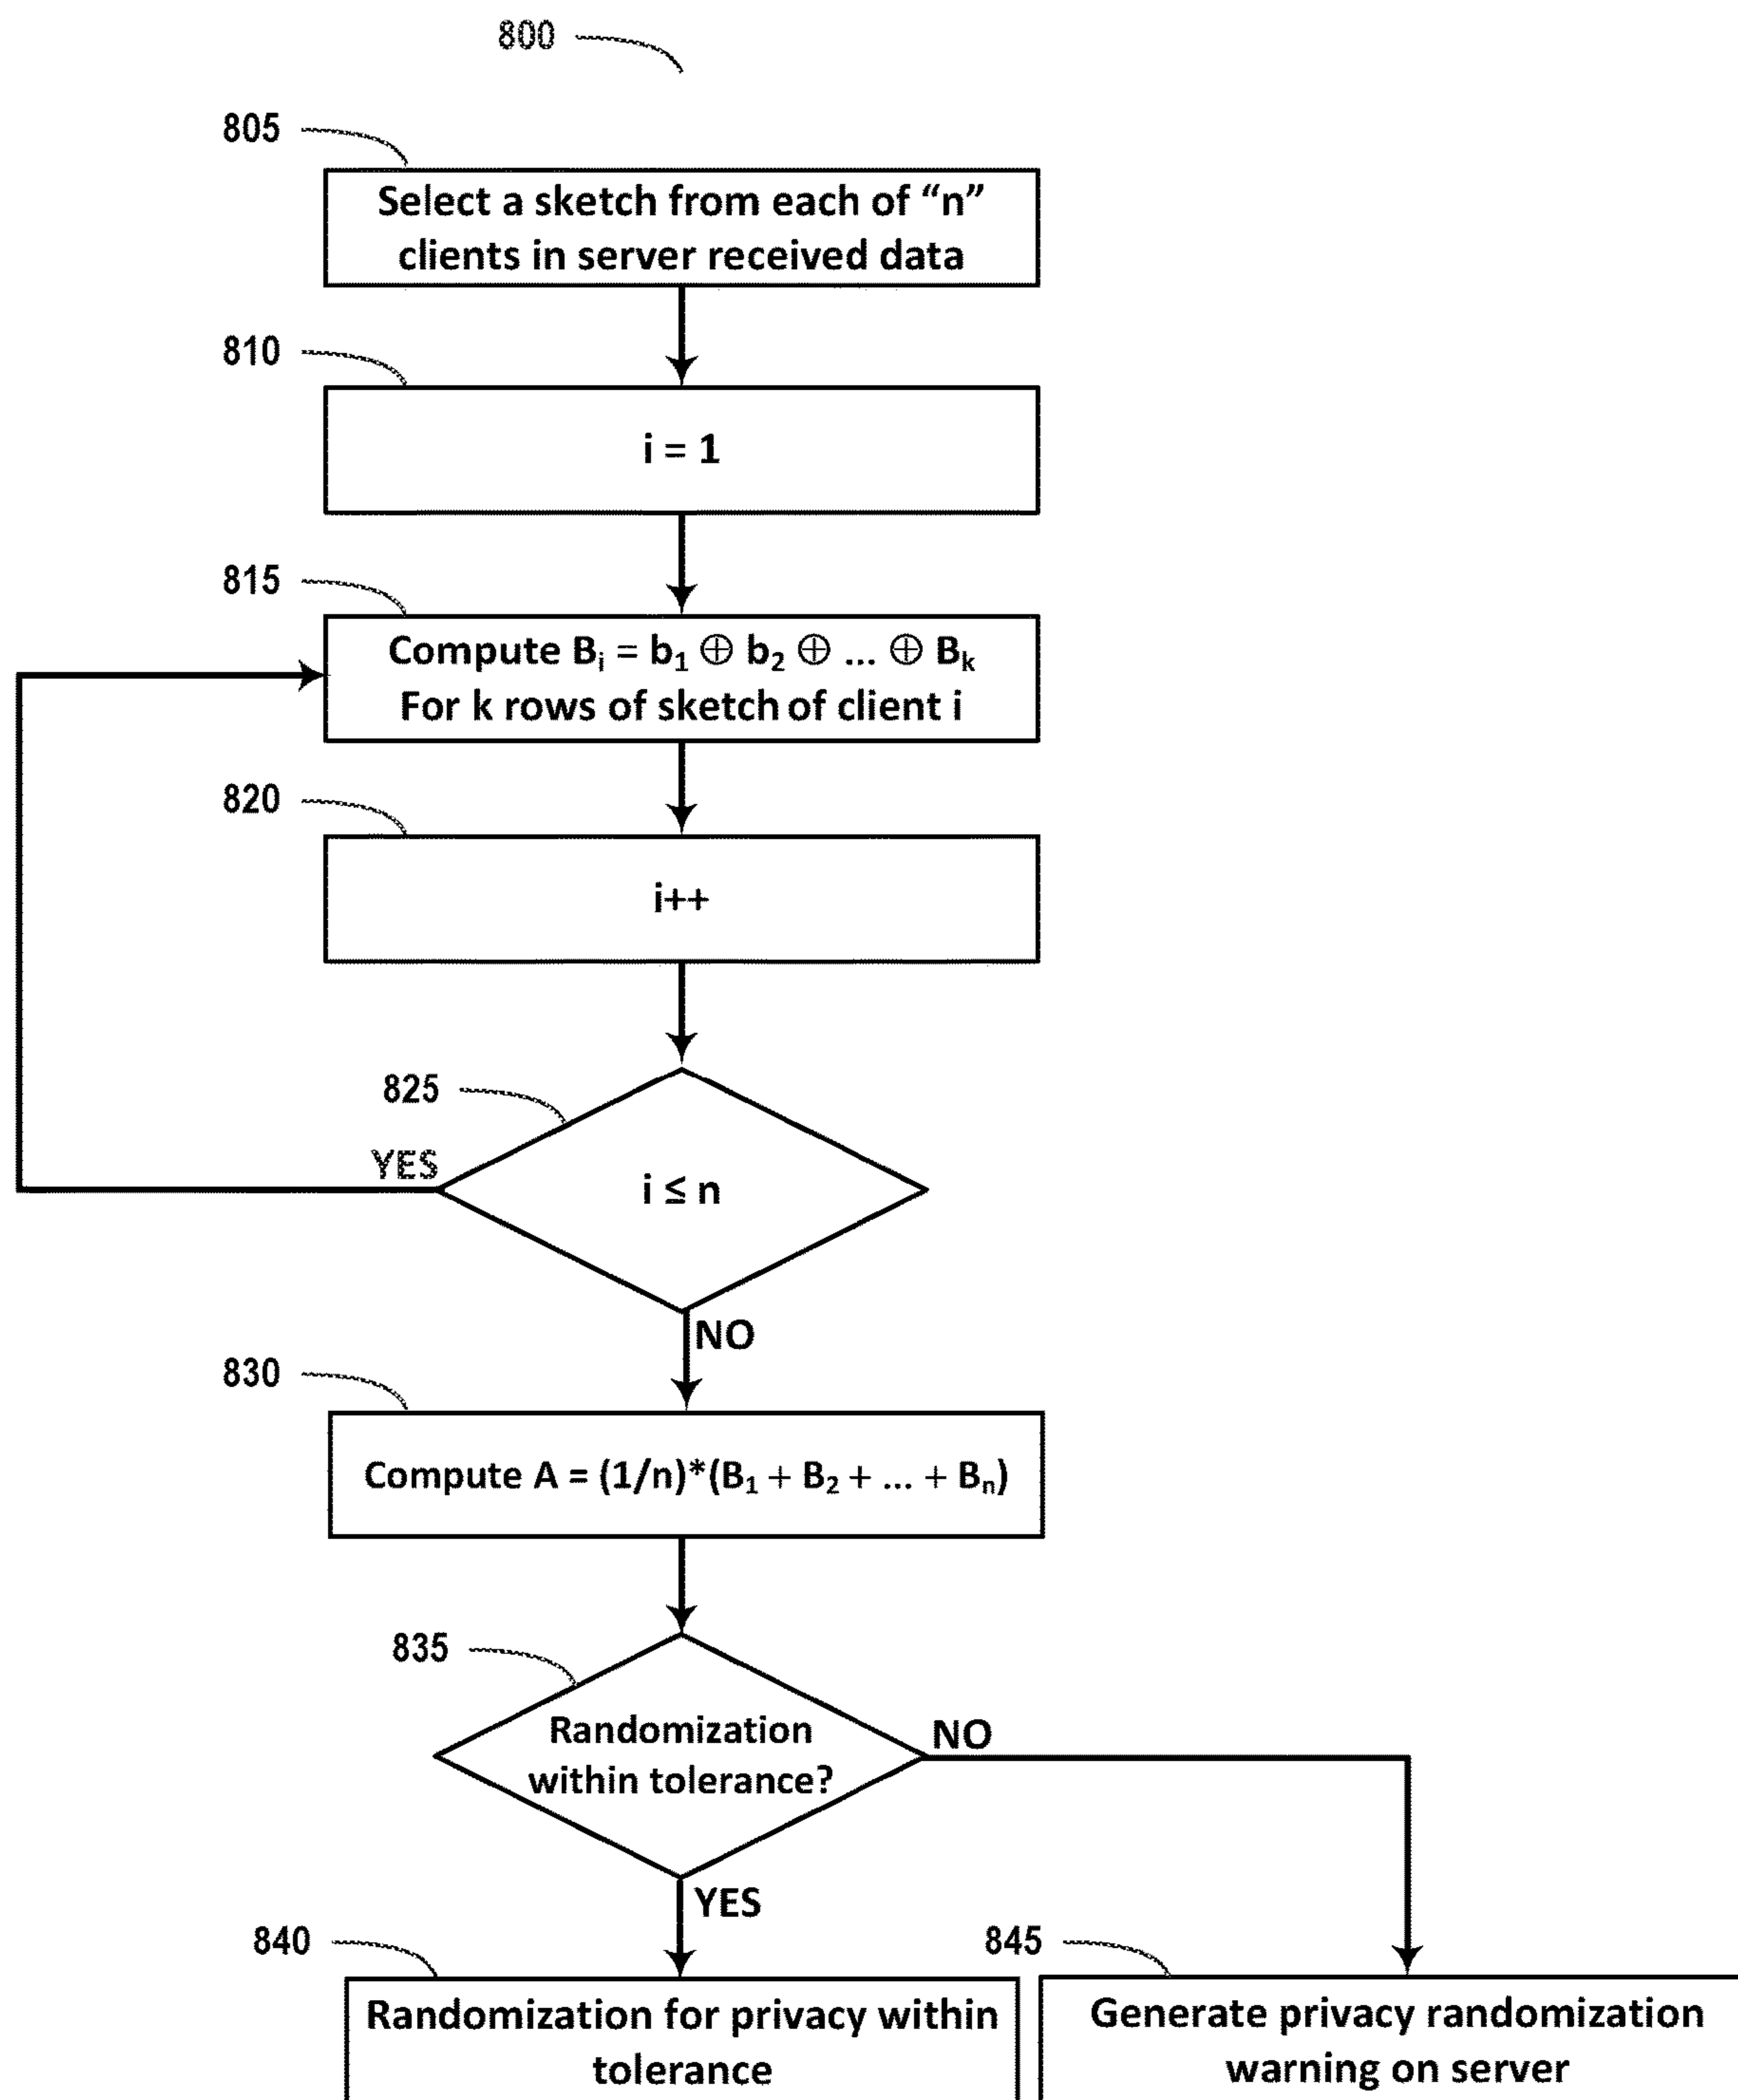 800
805
Select a sketch from each of “n”
clients in server received data
810
i = 1
815
Compute Bᵢ = b₁ ⊕ b₂ ⊕ ... ⊕ Bₖ
For k rows of sketch of client i
820
i++
825
YES
i ≤ n
NO
830
Compute A = (1/n)*(B₁ + B₂ + ... + Bₙ)
835
Randomization
within tolerance?
NO
YES
840
Randomization for privacy within
tolerance
845
Generate privacy randomization
warning on server